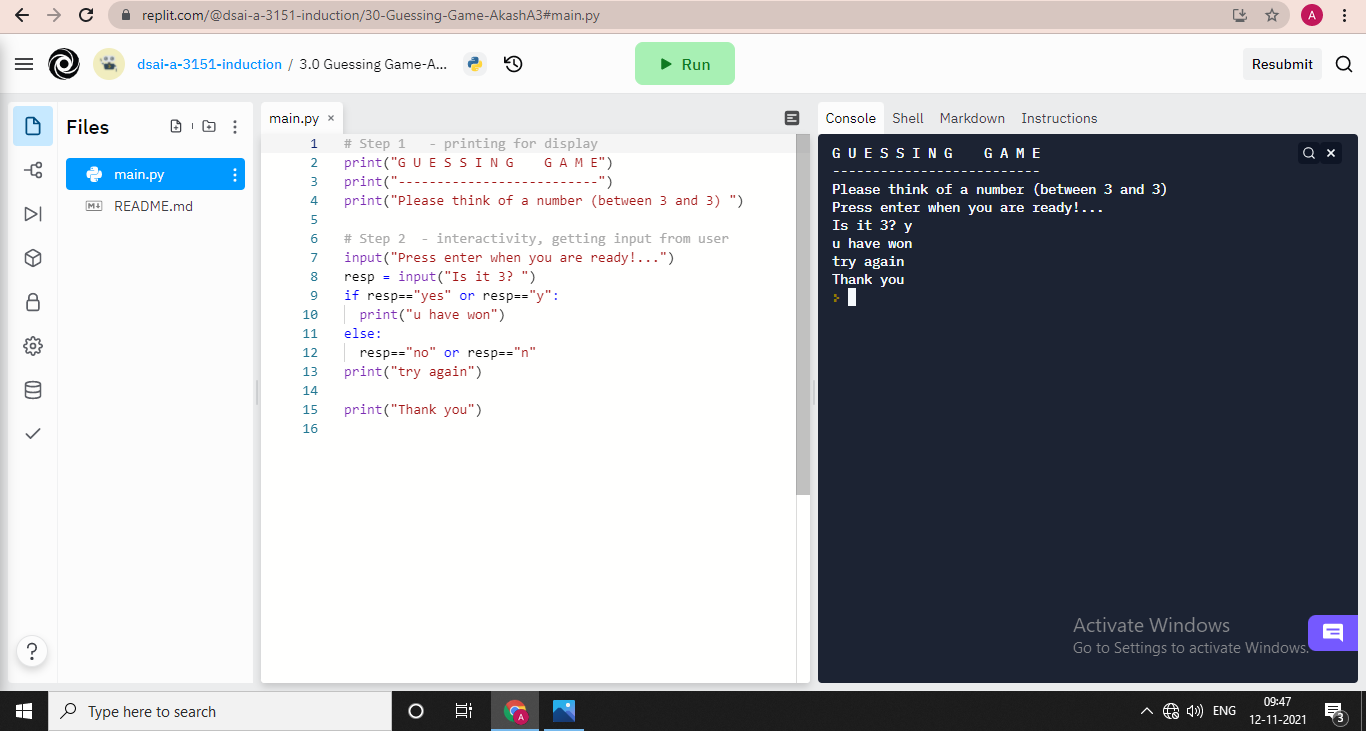 replit.com/@dsai-a-3151-induction/30-Guessing-Game-AkashA3#main.py
A
dsai-a-3151-induction / 3.0 Guessing Game-A...
Run
Resubmit
Files
main.py
README.md
main.py ×
1 # Step 1   - printing for display
2 print("G U E S S I N G    G A M E")
3 print("--------------------------")
4 print("Please think of a number (between 3 and 3) ")
5
6 # Step 2  - interactivity, getting input from user
7 input("Press enter when you are ready!...")
8 resp = input("Is it 3? ")
9 if resp=="yes" or resp=="y":
10   print("u have won")
11 else:
12   resp=="no" or resp=="n"
13 print("try again")
14
15 print("Thank you")
16
Console Shell Markdown Instructions
G U E S S I N G    G A M E
--------------------------
Please think of a number (between 3 and 3)
Press enter when you are ready!...
Is it 3? y
u have won
try again
Thank you
Activate Windows
Go to Settings to activate Windows.
?
Type here to search
A
ENG
09:47
12-11-2021
3